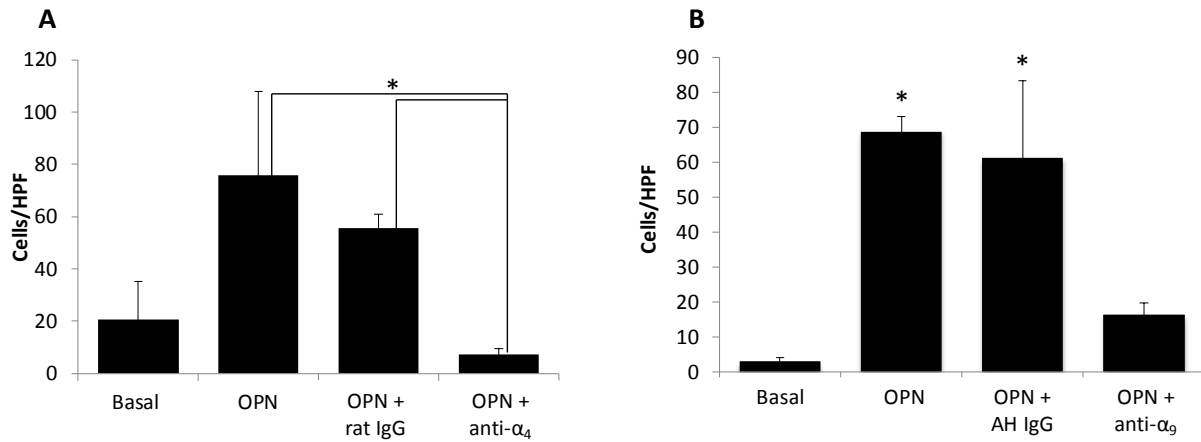 A
120
*
100
80
60
40
20
0
Cells/HPF
Basal
OPN
OPN +
rat IgG
OPN +
anti-α₄
B
90
80
70
60
50
40
30
20
10
0
Cells/HPF
*
*
Basal
OPN
OPN +
AH IgG
OPN +
anti-α₉